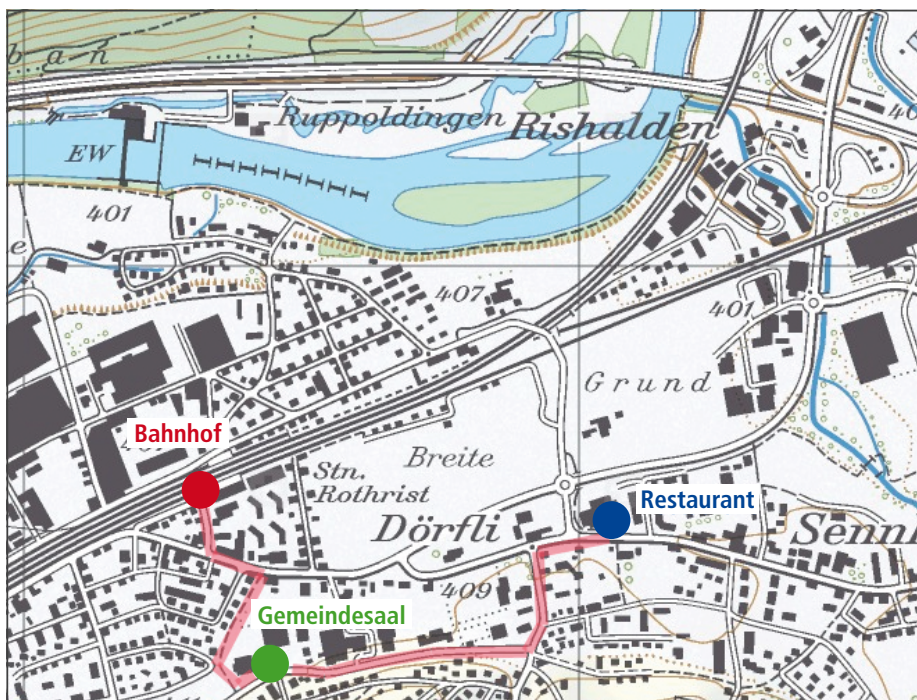 b a n
Ruppoldingen
Rishalden
EW
401
407
401
Grund
Bahnhof
Breite
Stn.
Rothrist
Restaurant
Dörfli
Senn
409
Gemeindesaal